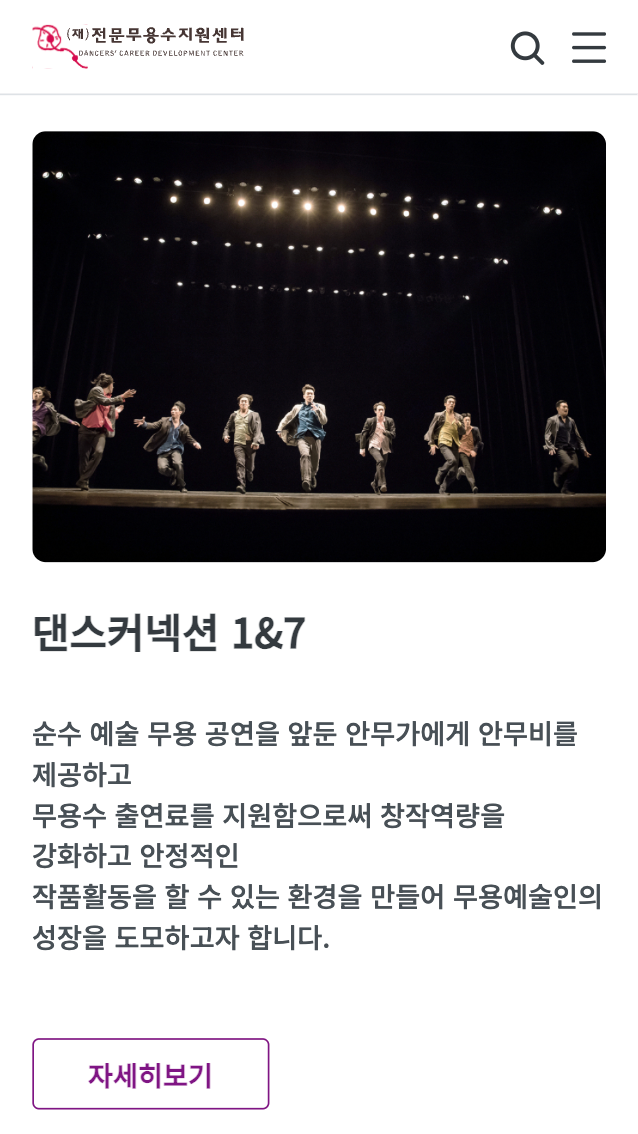 (재)전문무용수지원센터
DANCERS' CAREER DEVELOPMENT CENTER
댄스커넥션 1&7
순수 예술 무용 공연을 앞둔 안무가에게 안무비를
제공하고
무용수 출연료를 지원함으로써 창작역량을
강화하고 안정적인
작품활동을 할 수 있는 환경을 만들어 무용예술인의
성장을 도모하고자 합니다.
자세히보기